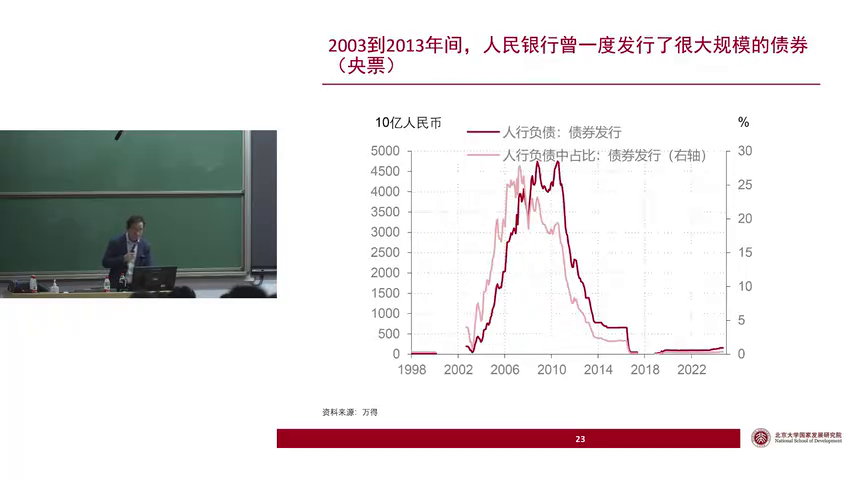 2003到2013年间，人民银行曾一度发行了很大规模的债券
（央票）
10亿人民币
%
人行负债：债券发行
人行负债中占比：债券发行（右轴）
5000
4500
4000
3500
3000
2500
2000
1500
1000
500
0
30
25
20
15
10
5
0
1998 2002 2006 2010 2014 2018 2022
资料来源：万得
23
北京大学国家发展研究院
National School of Development